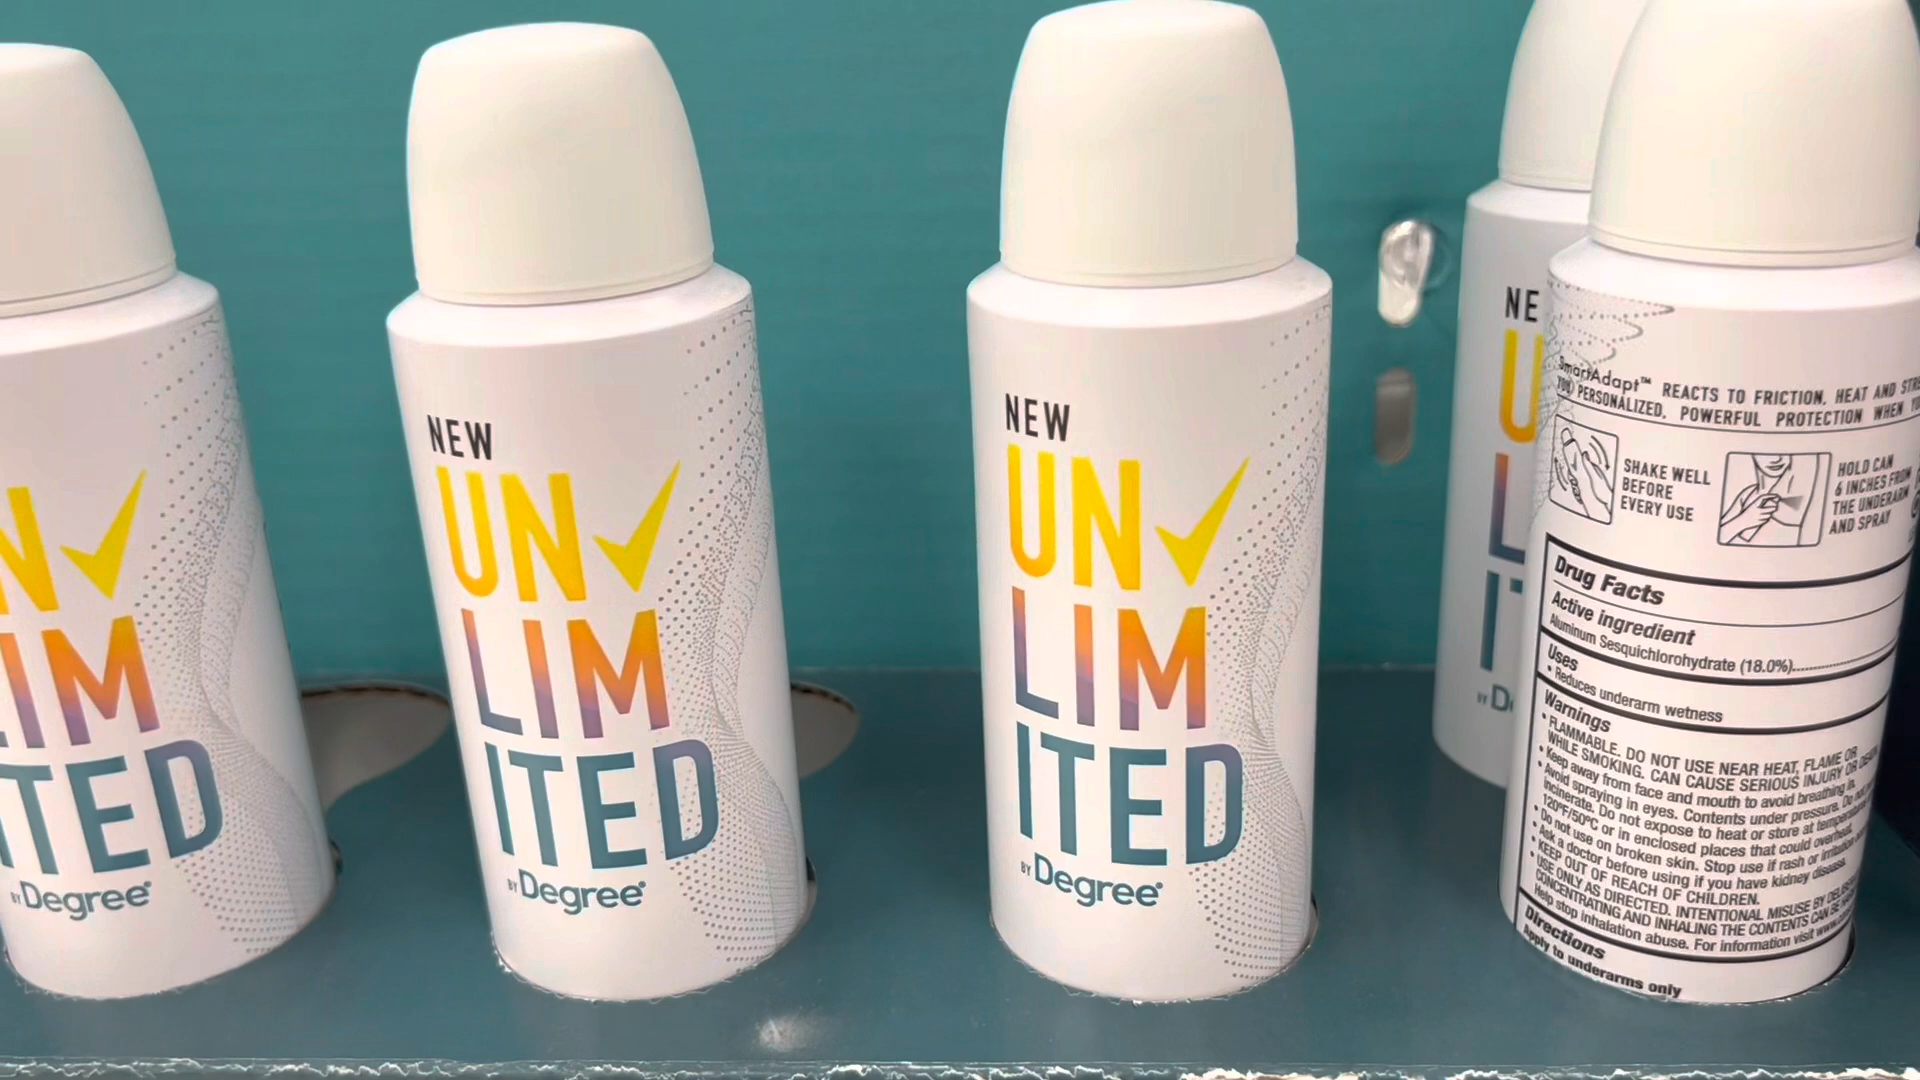 N
IM
ITED
BY Degree
NEW
UN
LIM
ITED
BY Degree
NEW
UN
LIM
ITED
BY Degree
NE
U
L
IT
BY De
SmartAdapt™ REACTS TO FRICTION, HEAT AND
YOU PERSONALIZED, POWERFUL PROTECTION WHEN
SHAKE WELL
BEFORE
EVERY USE
HOLD CAN
6 INCHES FROM
THE UNDERARM
AND SPRAY
Drug Facts
Active ingredient
Aluminum Sesquichlorohydrate (18.0%)
Uses
• Reduces underarm wetness
Warnings
• FLAMMABLE. DO NOT USE NEAR HEAT, FLAME OR
WHILE SMOKING. CAN CAUSE SERIOUS INJURY OR
• Keep away from face and mouth to avoid breathing in.
• Avoid spraying in eyes. Contents under pressure. Do not
incinerate. Do not expose to heat or store at
120°F/50°C or in enclosed places that could overheat.
• Do not use on broken skin. Stop use if rash or irritation
• Ask a doctor before using if you have kidney disease.
• KEEP OUT OF REACH OF CHILDREN.
• USE ONLY AS DIRECTED. INTENTIONAL MISUSE BY
CONCENTRATING AND INHALING THE CONTENTS CAN BE
Help stop inhalation abuse. For information visit
Directions
Apply to underarms only